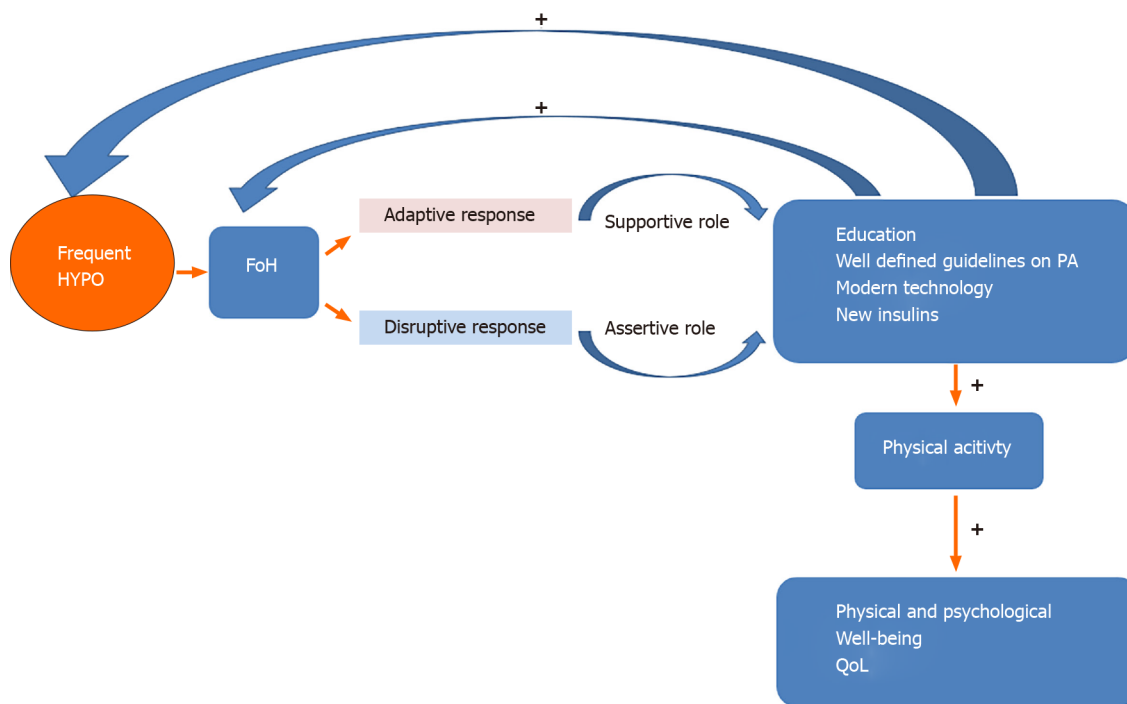 +
+
Frequent
HYPO
FoH
Adaptive response
Disruptive response
Supportive role
Assertive role
Education
Well defined guidelines on PA
Modern technology
New insulins
+
Physical acitivty
+
Physical and psychological
Well-being
QoL